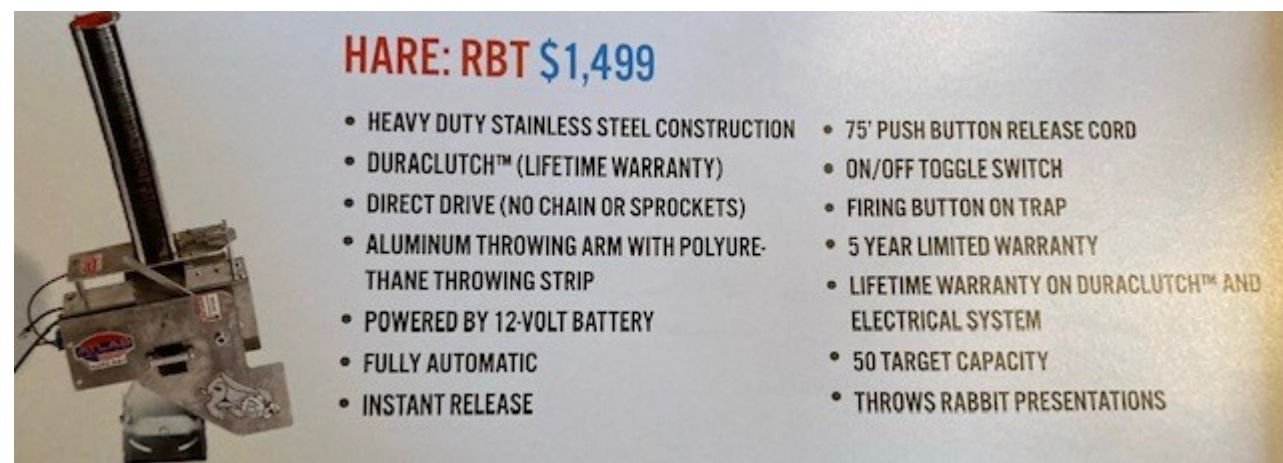 HARE: RBT $1,499
• HEAVY DUTY STAINLESS STEEL CONSTRUCTION
• DURACLUTCH™ (LIFETIME WARRANTY)
• DIRECT DRIVE (NO CHAIN OR SPROCKETS)
• ALUMINUM THROWING ARM WITH POLYURE-
THANE THROWING STRIP
• POWERED BY 12-VOLT BATTERY
• FULLY AUTOMATIC
• INSTANT RELEASE
• 75' PUSH BUTTON RELEASE CORD
• ON/OFF TOGGLE SWITCH
• FIRING BUTTON ON TRAP
• 5 YEAR LIMITED WARRANTY
• LIFETIME WARRANTY ON DURACLUTCH™ AND
ELECTRICAL SYSTEM
• 50 TARGET CAPACITY
• THROWS RABBIT PRESENTATIONS
ATLAS